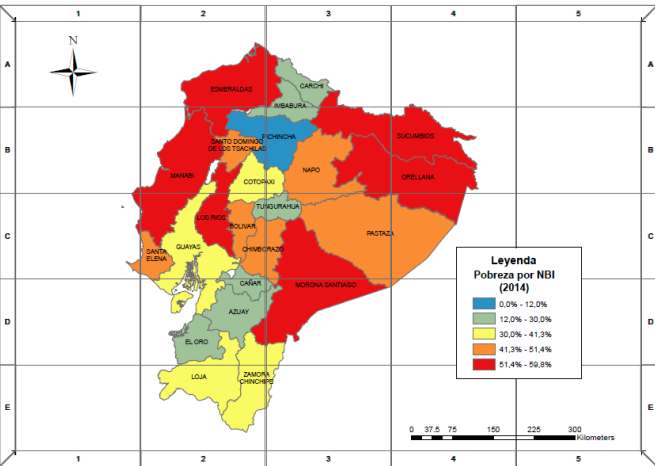 1 2 3 4 5
N
A A
CARCHI
ESMERALDAS
IMBABURA
PICHINCHA
SUCUMBIOS
B B
SANTO DOMINGO
DE LOS TSACHILAS
NAPO
MANABI
ORELLANA
COTOPAXI
TUNGURAHUA
LOS RIOS
C C
BOLIVAR
PASTAZA
GUAYAS
SANTA
ELENA
CHIMBORAZO
CAÑAR
MORONA SANTIAGO
D D
AZUAY
EL ORO
LOJA
ZAMORA
CHINCHIPE
E E
Leyenda
Pobreza por NBI
(2014)
0,0% - 12,0%
12,0% - 30,0%
30,0% - 41,3%
41,3% - 51,4%
51,4% - 59,8%
0 37.5 75 150 225 300
Kilometers
1 2 3 4 5